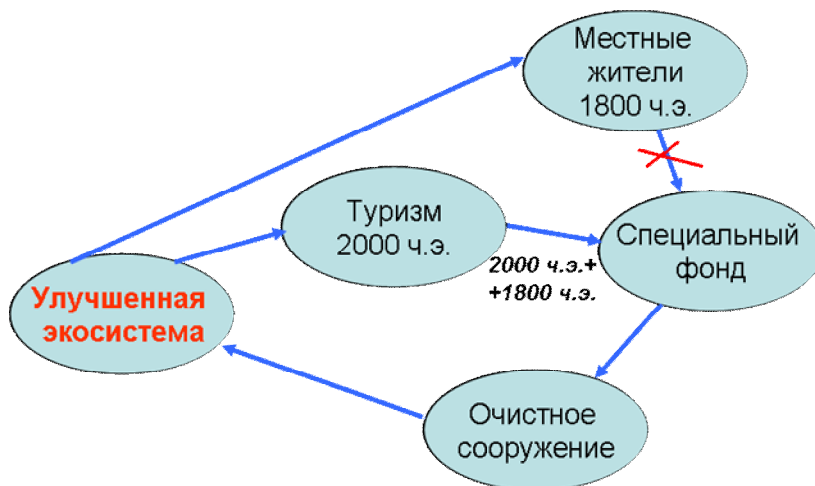 Местные
жители
1800 ч.э.
Туризм
2000 ч.э.
2000 ч.э.+
+1800 ч.э.
Специальный
фонд
Улучшенная
экосистема
Очистное
сооружение